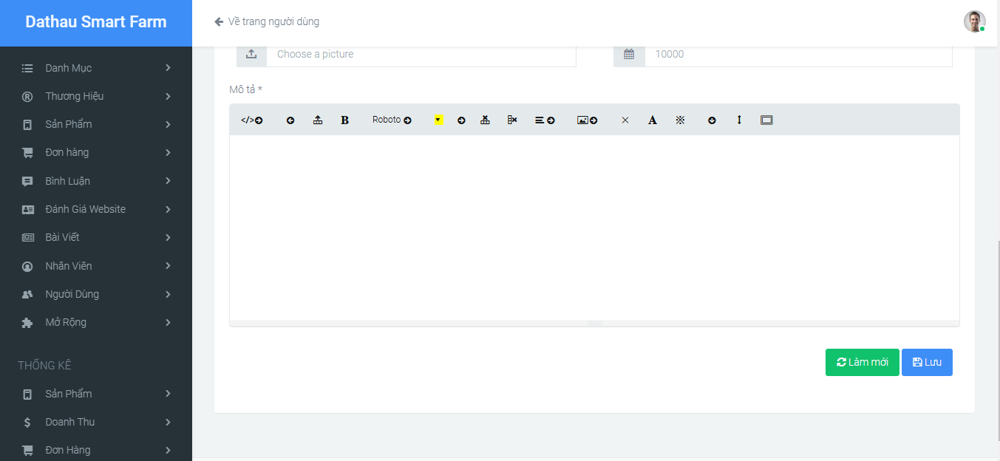 Dathau Smart Farm
Về trang người dùng
Danh Mục
Thương Hiệu
Sản Phẩm
Đơn hàng
Bình Luận
Đánh Giá Website
Bài Viết
Nhân Viên
Người Dùng
Mở Rộng
THỐNG KÊ
Sản Phẩm
Doanh Thu
Đơn Hàng
Choose a picture
10000
Mô tả *
</> B Roboto A
Làm mới
Lưu